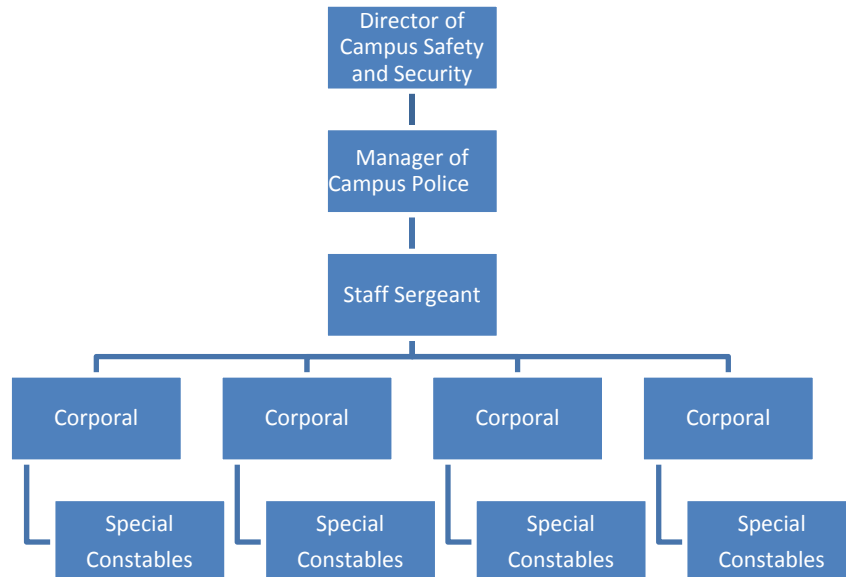 Director of
Campus Safety
and Security
Manager of
Campus Police
Staff Sergeant
Corporal
Corporal
Corporal
Corporal
Special
Constables
Special
Constables
Special
Constables
Special
Constables